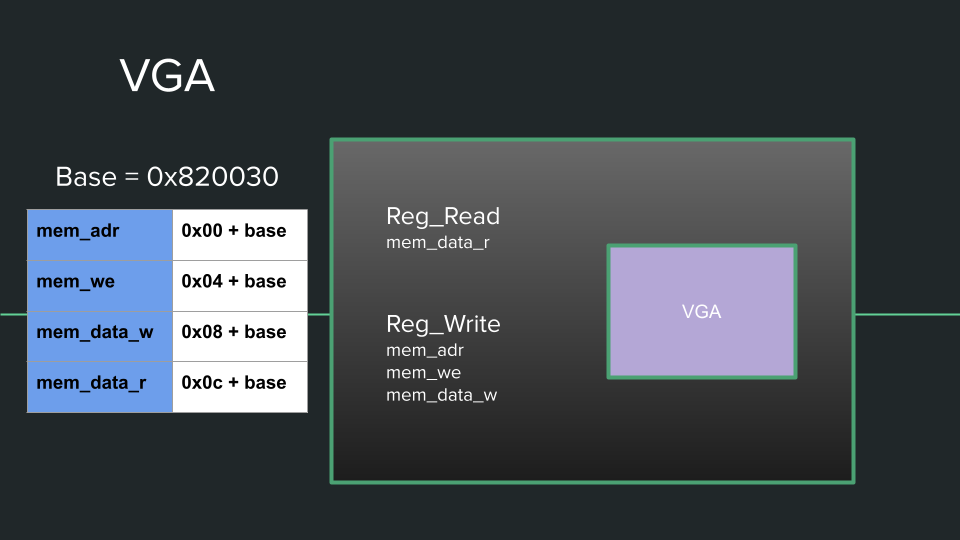 VGA
Base = 0x820030
mem_adr 0x00 + base
mem_we 0x04 + base
mem_data_w 0x08 + base
mem_data_r 0x0c + base
Reg_Read
mem_data_r
Reg_Write
mem_adr
mem_we
mem_data_w
VGA